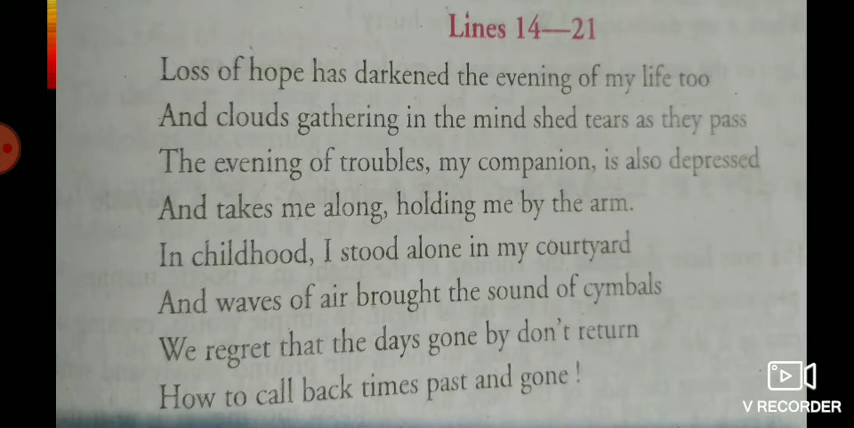 Lines 14—21
Loss of hope has darkened the evening of my life too
And clouds gathering in the mind shed tears as they pass
The evening of troubles, my companion, is also depressed
And takes me along, holding me by the arm.
In childhood, I stood alone in my courtyard
And waves of air brought the sound of cymbals
We regret that the days gone by don't return
How to call back times past and gone !
V RECORDER